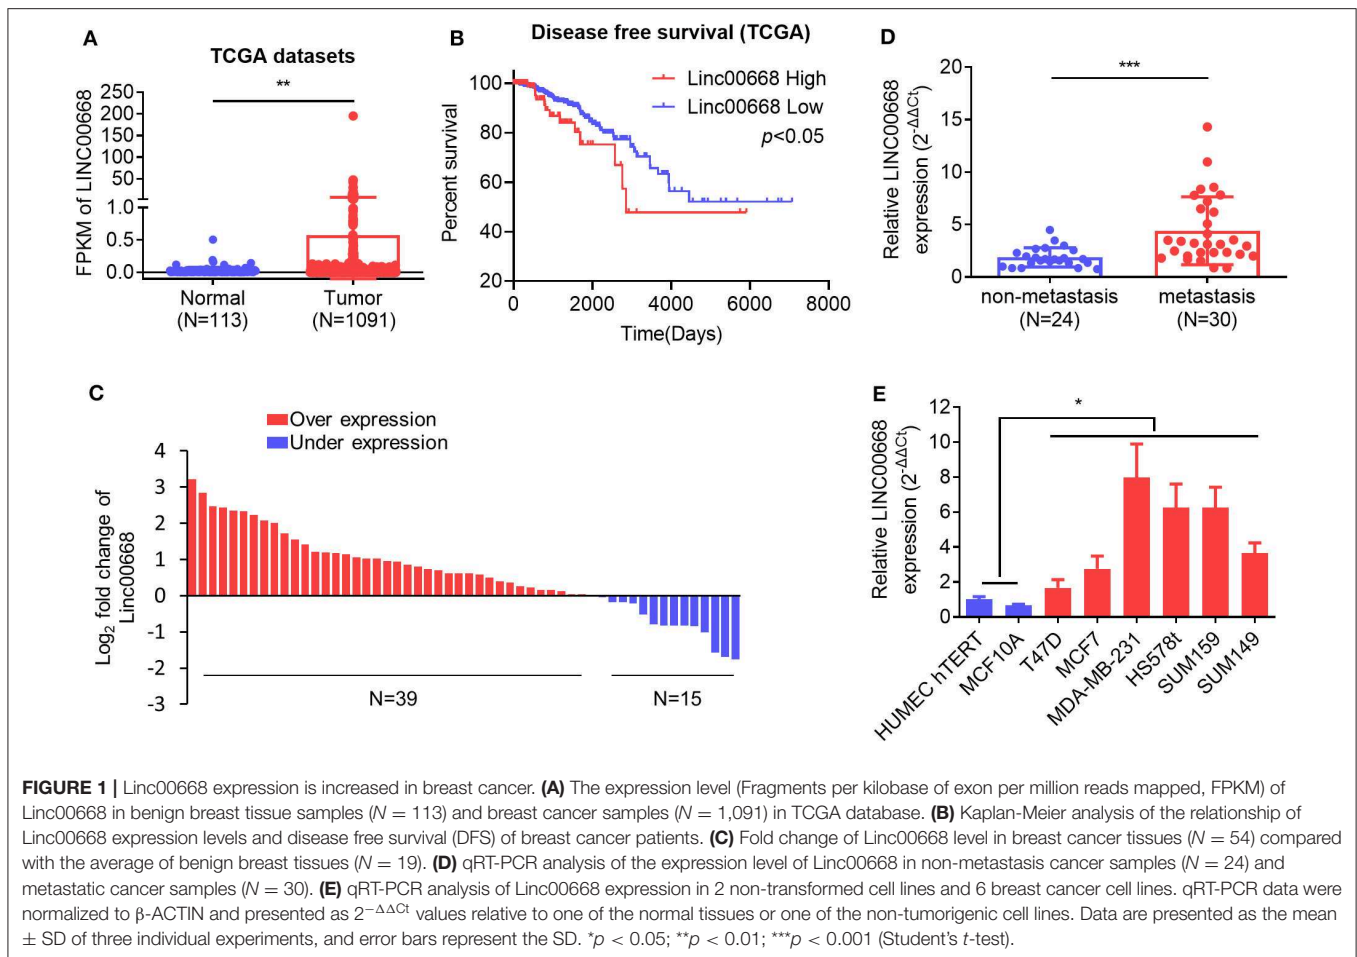 A
TCGA datasets
**
FPKM of LINC00668
250
200
150
100
50
1.0
0.5
0.0
Normal
(N=113)
Tumor
(N=1091)
B
Disease free survival (TCGA)
Linc00668 High
Linc00668 Low
p<0.05
Percent survival
100
80
60
40
20
0
2000
4000
6000
8000
Time(Days)
D
***
Relative LINC00668
expression (2-ΔΔCt)
20
15
10
5
0
non-metastasis
(N=24)
metastasis
(N=30)
C
Over expression
Under expression
Log2 fold change of
Linc00668
4
3
2
1
0
-1
-2
-3
N=39
N=15
E
*
Relative LINC00668
expression (2-ΔΔCt)
12
10
8
6
4
2
0
HUMEC hTERT
MCF10A
T47D
MCF7
MDA-MB-231
HS578t
SUM159
SUM149
FIGURE 1 | Linc00668 expression is increased in breast cancer. (A) The expression level (Fragments per kilobase of exon per million reads mapped, FPKM) of
Linc00668 in benign breast tissue samples (N = 113) and breast cancer samples (N = 1,091) in TCGA database. (B) Kaplan-Meier analysis of the relationship of
Linc00668 expression levels and disease free survival (DFS) of breast cancer patients. (C) Fold change of Linc00668 level in breast cancer tissues (N = 54) compared
with the average of benign breast tissues (N = 19). (D) qRT-PCR analysis of the expression level of Linc00668 in non-metastasis cancer samples (N = 24) and
metastatic cancer samples (N = 30). (E) qRT-PCR analysis of Linc00668 expression in 2 non-transformed cell lines and 6 breast cancer cell lines. qRT-PCR data were
normalized to β-ACTIN and presented as 2−ΔΔCt values relative to one of the normal tissues or one of the non-tumorigenic cell lines. Data are presented as the mean
± SD of three individual experiments, and error bars represent the SD. *p < 0.05; **p < 0.01; ***p < 0.001 (Student's t-test).